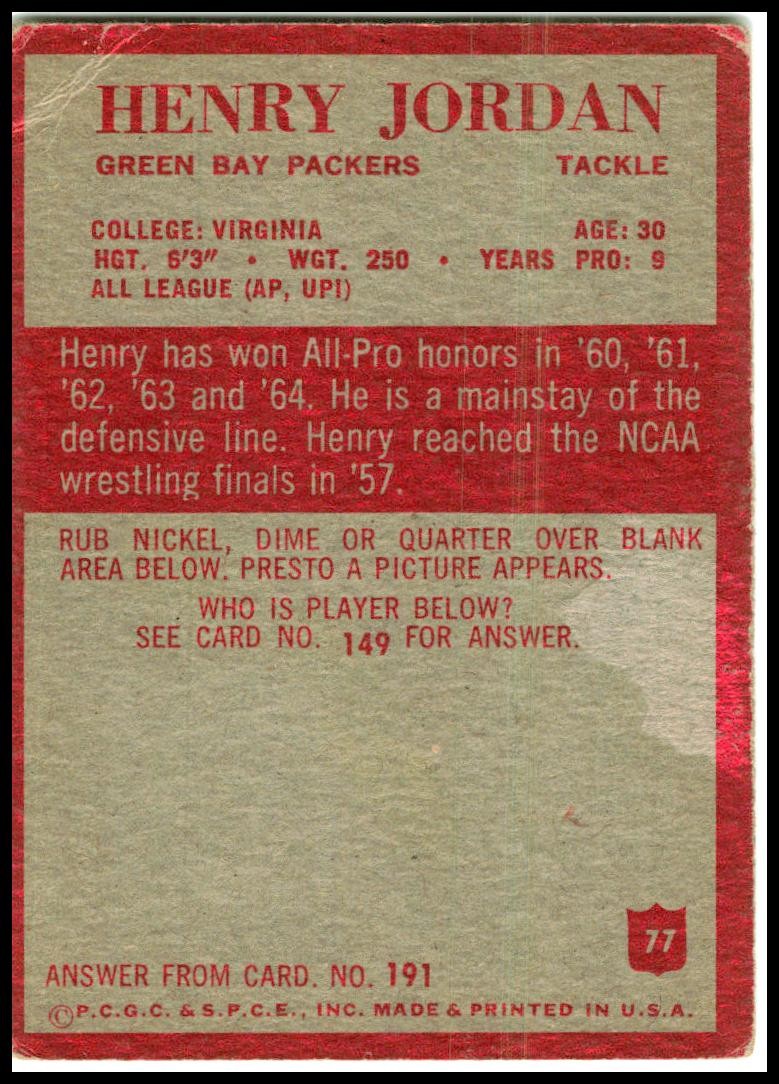 HENRY JORDAN
GREEN BAY PACKERS TACKLE
COLLEGE: VIRGINIA AGE: 30
HGT. 6'3" • WGT. 250 • YEARS PRO: 9
ALL LEAGUE (AP, UPI)
Henry has won All-Pro honors in '60, '61,
'62, '63 and '64. He is a mainstay of the
defensive line. Henry reached the NCAA
wrestling finals in '57.
RUB NICKEL, DIME OR QUARTER OVER BLANK
AREA BELOW. PRESTO A PICTURE APPEARS.
WHO IS PLAYER BELOW?
SEE CARD NO. 149 FOR ANSWER.
77
ANSWER FROM CARD. NO. 191
©P.C.G.C. & S.P.C.E., INC. MADE & PRINTED IN U.S.A.